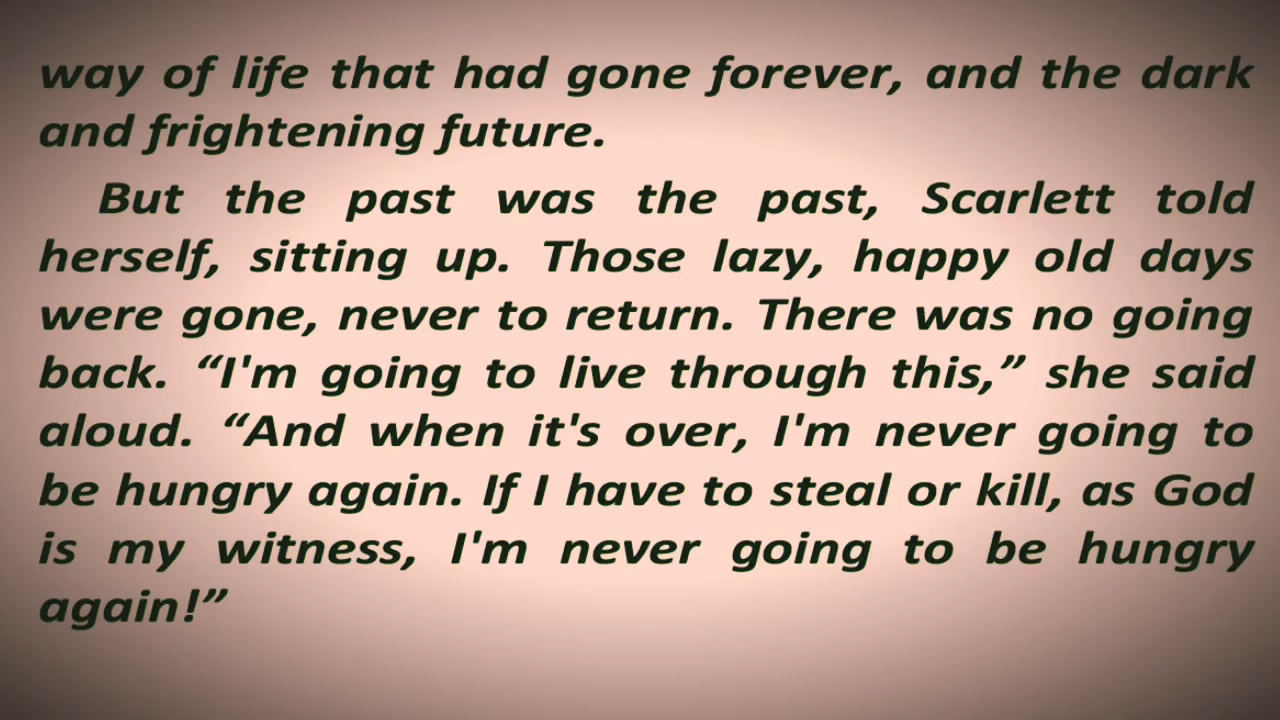 way of life that had gone forever, and the dark
and frightening future.
But the past was the past, Scarlett told
herself, sitting up. Those lazy, happy old days
were gone, never to return. There was no going
back. “I'm going to live through this,” she said
aloud. “And when it's over, I'm never going to
be hungry again. If I have to steal or kill, as God
is my witness, I'm never going to be hungry
again!”